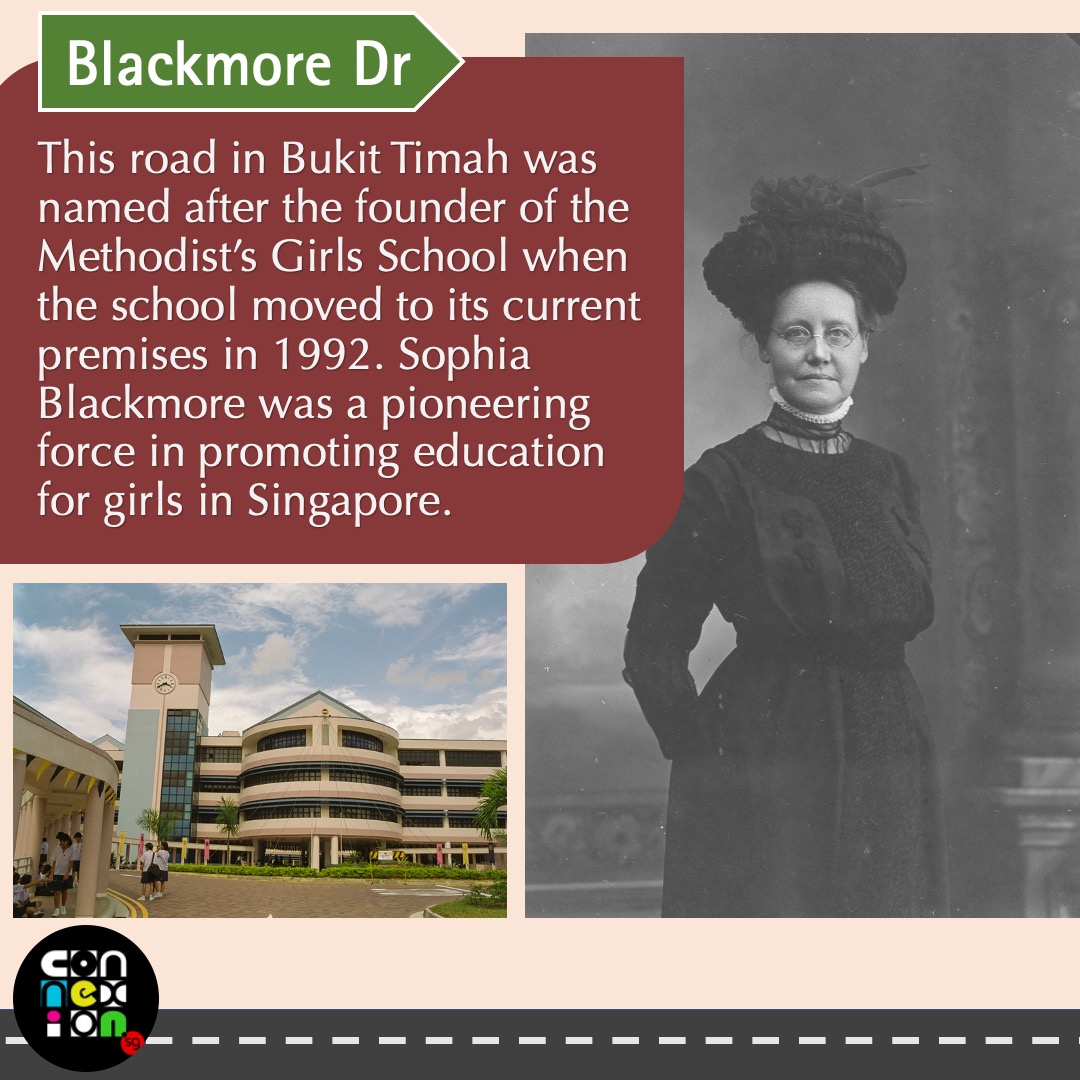 Blackmore Dr
This road in Bukit Timah was
named after the founder of the
Methodist’s Girls School when
the school moved to its current
premises in 1992. Sophia
Blackmore was a pioneering
force in promoting education
for girls in Singapore.
con
nex
ion
sg